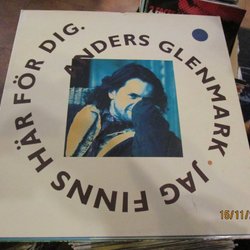 ANDERS GLENMARK · JAG FINNS HÄR FÖR DIG.